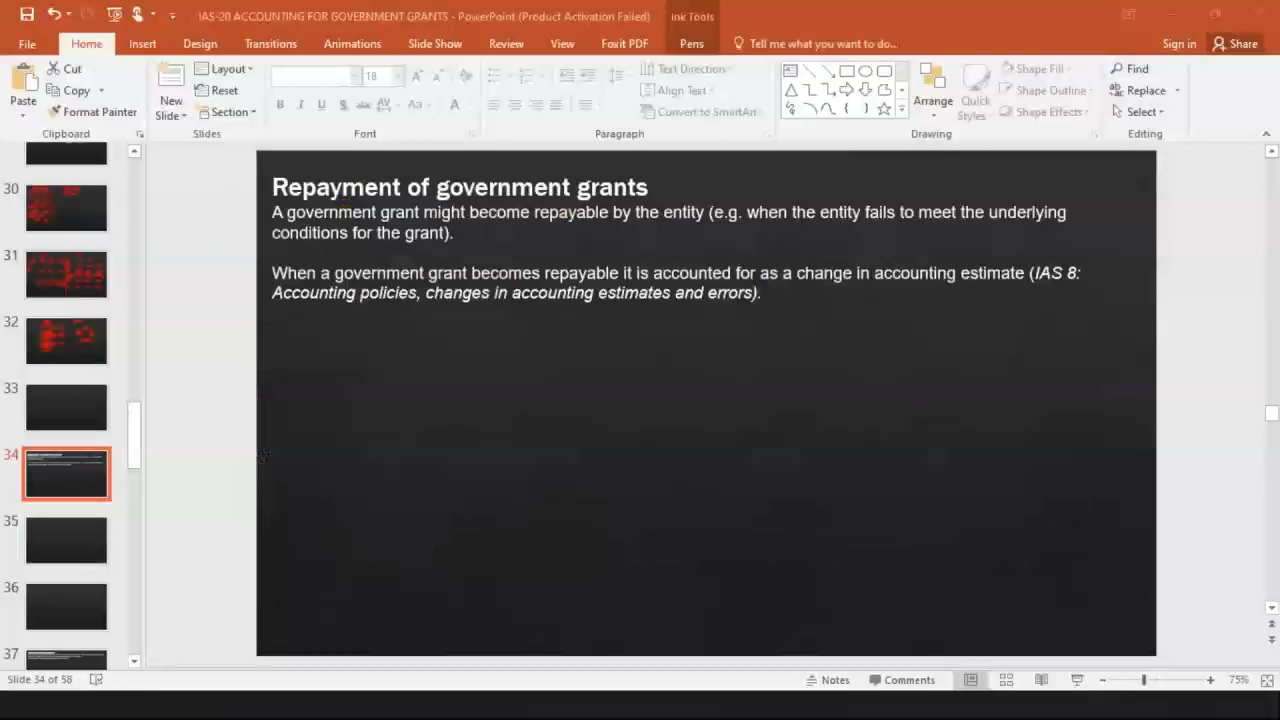 IAS-20 ACCOUNTING FOR GOVERNMENT GRANTS - PowerPoint (Product Activation Failed)
Ink Tools
File Home Insert Design Transitions Animations Slide Show Review View Foxit PDF Pens Tell me what you want to do... Sign in Share
Paste
Cut
Copy
Format Painter
Clipboard
New Slide
Layout
Reset
Section
Slides
18
B I U S abc AV Aa A
Font
Text Direction
Align Text
Convert to SmartArt
Paragraph
Arrange
Quick Styles
Shape Fill
Shape Outline
Shape Effects
Drawing
Find
Replace
Select
Editing
30
31
32
33
34
35
36
37
Repayment of government grants
A government grant might become repayable by the entity (e.g. when the entity fails to meet the underlying
conditions for the grant).
When a government grant becomes repayable it is accounted for as a change in accounting estimate (IAS 8:
Accounting policies, changes in accounting estimates and errors).
Slide 34 of 58 Notes Comments 75%